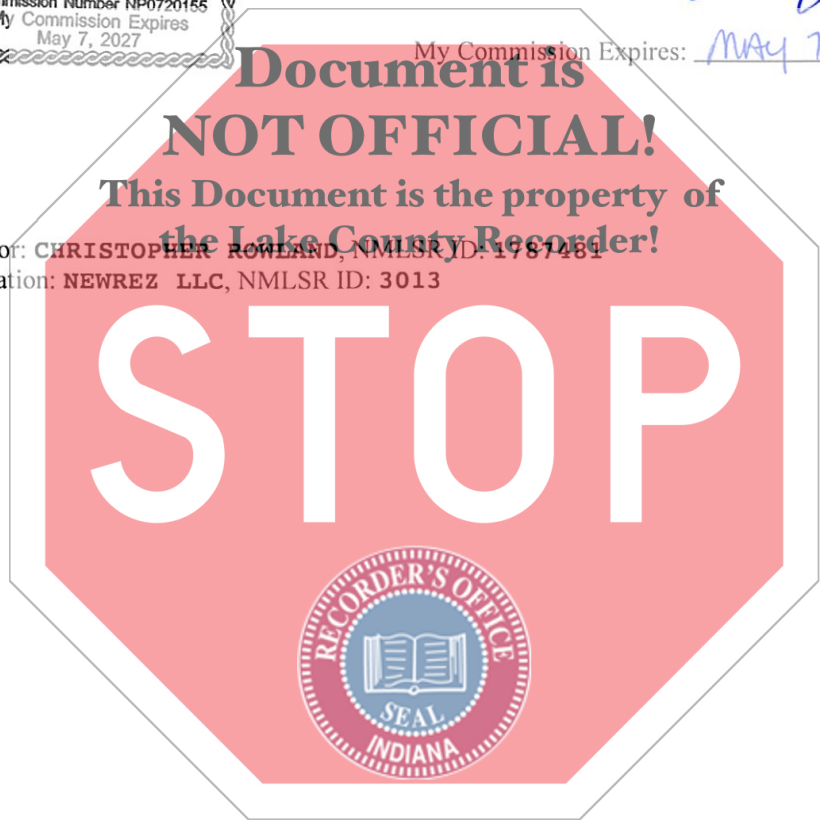 mmission Number NP0720155
My Commission Expires
May 7, 2027
My Commission Expires: MAY 7
Document is
NOT OFFICIAL!
This Document is the property of
the Lake County Recorder!
or: CHRISTOPHER ROWLAND, NMLSR ID: 1787481
ation: NEWREZ LLC, NMLSR ID: 3013
STOP
RECORDER'S OFFICE
SEAL
INDIANA